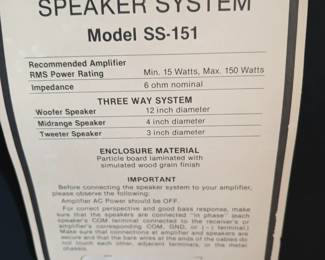 SPEAKER SYSTEM
Model SS-151
Recommended Amplifier
RMS Power Rating Min. 15 Watts, Max. 150 Watts
Impedance 6 ohm nominal
THREE WAY SYSTEM
Woofer Speaker 12 inch diameter
Midrange Speaker 4 inch diameter
Tweeter Speaker 3 inch diameter
ENCLOSURE MATERIAL
Particle board laminated with
simulated wood grain finish
IMPORTANT
Before connecting the speaker system to your amplifier,
please observe the following:
Amplifier AC Power should be OFF.
For correct perspective and good bass response, make
sure that the speakers are connected "in phase" (each
speaker's COM terminal connected to the receiver's or
amplifier's corresponding COM, GND, or (-) terminal.)
Make sure that connections at amplifier and speakers are
secure and that the bare wires at the ends of the cables do
not touch each other, adjacent terminals, or the metal
chassis.